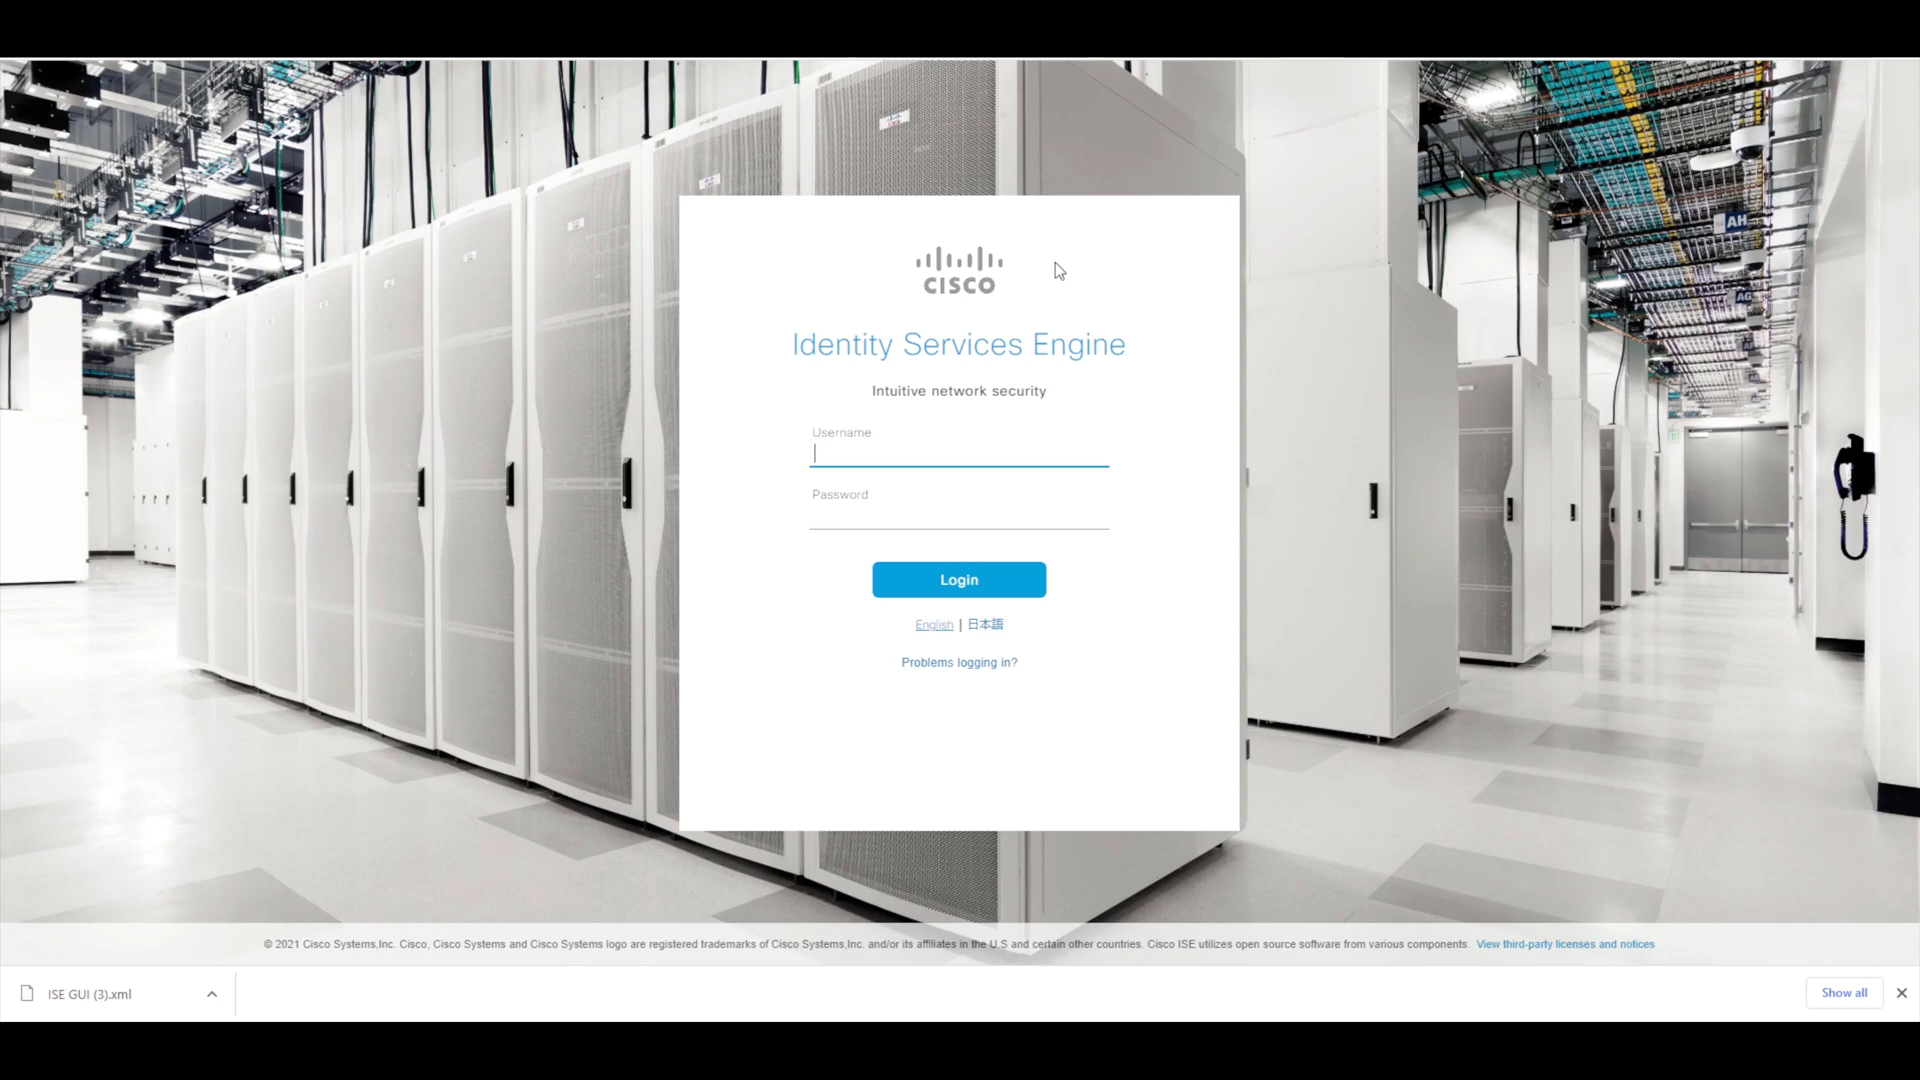 AH
AG
CISCO
Identity Services Engine
Intuitive network security
Username
Password
Login
English | 日本語
Problems logging in?
© 2021 Cisco Systems,Inc. Cisco, Cisco Systems and Cisco Systems logo are registered trademarks of Cisco Systems,Inc. and/or its affiliates in the U.S and certain other countries. Cisco ISE utilizes open source software from various components. View third-party licenses and notices
ISE GUI (3).xml
Show all